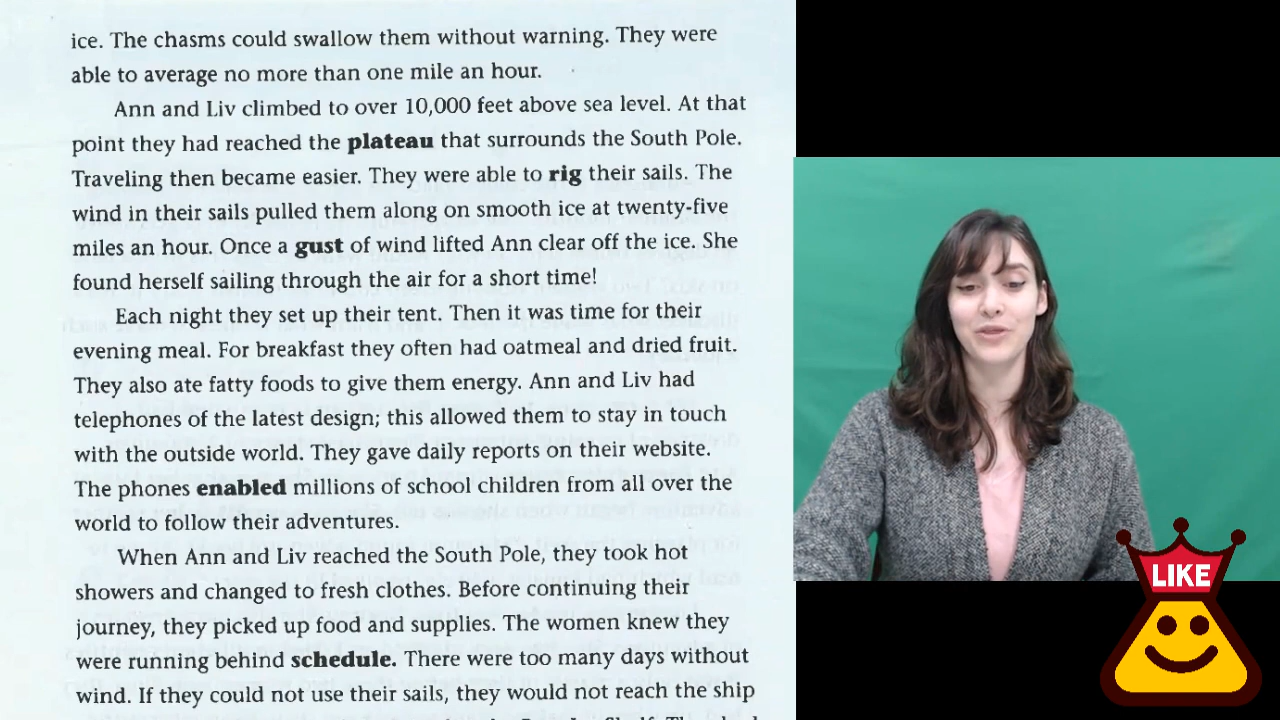 ice. The chasms could swallow them without warning. They were
able to average no more than one mile an hour.
Ann and Liv climbed to over 10,000 feet above sea level. At that
point they had reached the plateau that surrounds the South Pole.
Traveling then became easier. They were able to rig their sails. The
wind in their sails pulled them along on smooth ice at twenty-five
miles an hour. Once a gust of wind lifted Ann clear off the ice. She
found herself sailing through the air for a short time!
Each night they set up their tent. Then it was time for their
evening meal. For breakfast they often had oatmeal and dried fruit.
They also ate fatty foods to give them energy. Ann and Liv had
telephones of the latest design; this allowed them to stay in touch
with the outside world. They gave daily reports on their website.
The phones enabled millions of school children from all over the
world to follow their adventures.
When Ann and Liv reached the South Pole, they took hot
showers and changed to fresh clothes. Before continuing their
journey, they picked up food and supplies. The women knew they
were running behind schedule. There were too many days without
wind. If they could not use their sails, they would not reach the ship
LIKE